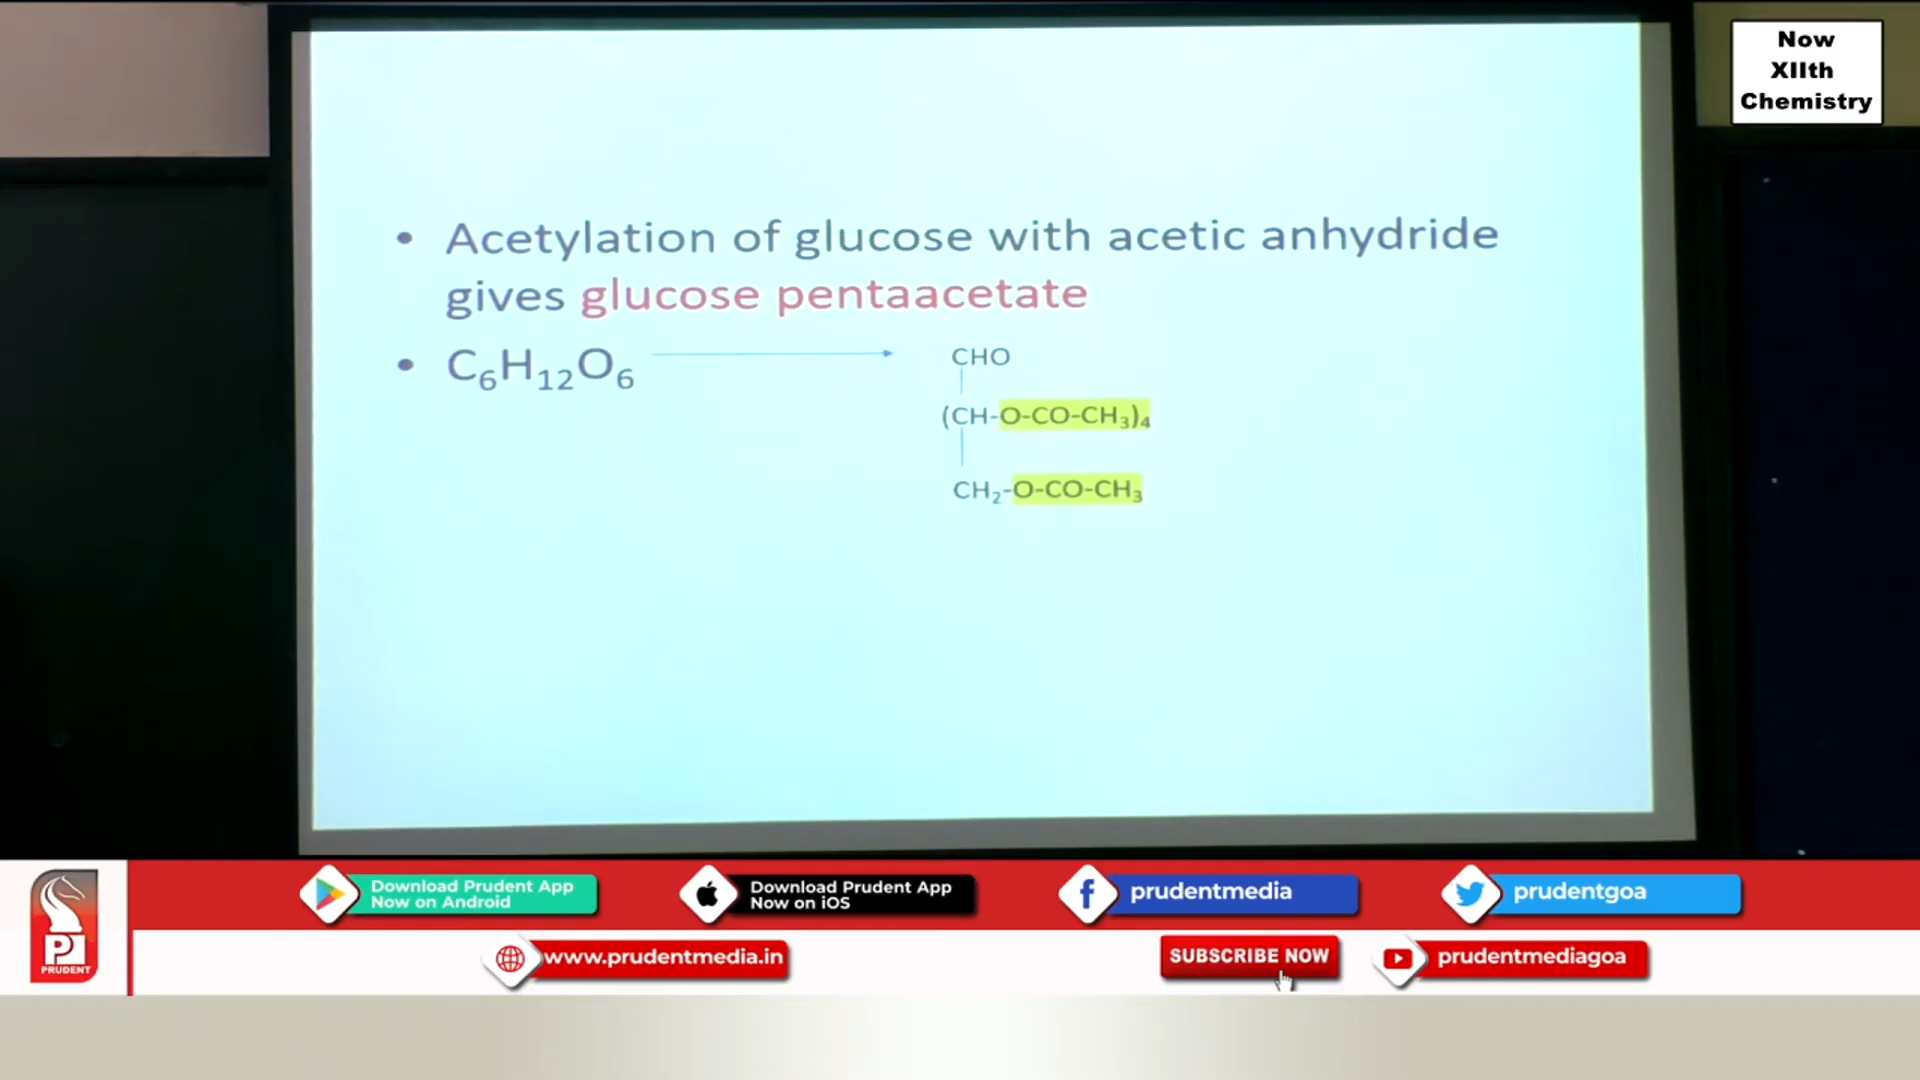 Now
XIIth
Chemistry
• Acetylation of glucose with acetic anhydride
gives glucose pentaacetate
• C₆H₁₂O₆
CHO
(CH-O-CO-CH₃)₄
CH₂-O-CO-CH₃
Download Prudent App
Now on Android
Download Prudent App
Now on iOS
prudentmedia
prudentgoa
P
PRUDENT
www.prudentmedia.in
SUBSCRIBE NOW
prudentmediagoa